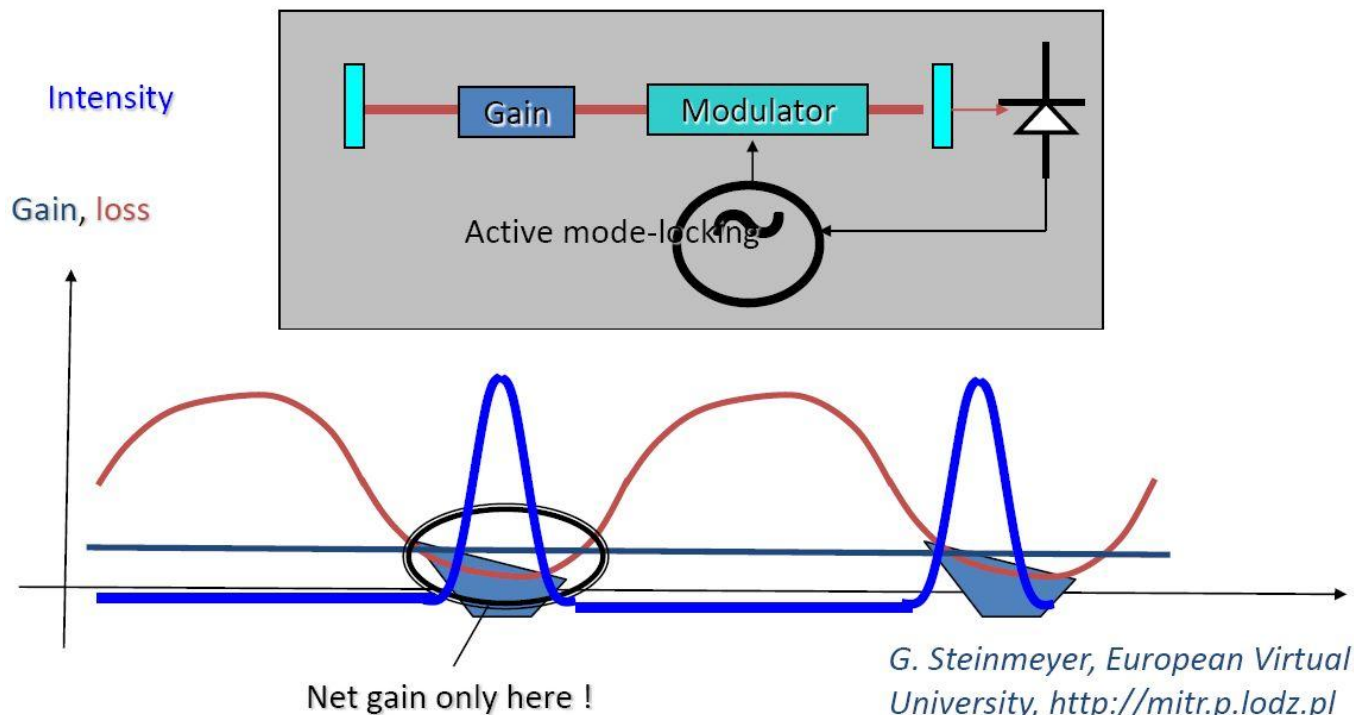 Intensity
Gain
Modulator
Gain, loss
Active mode-locking
Net gain only here !
G. Steinmeyer, European Virtual
University, http://mitr.p.lodz.pl